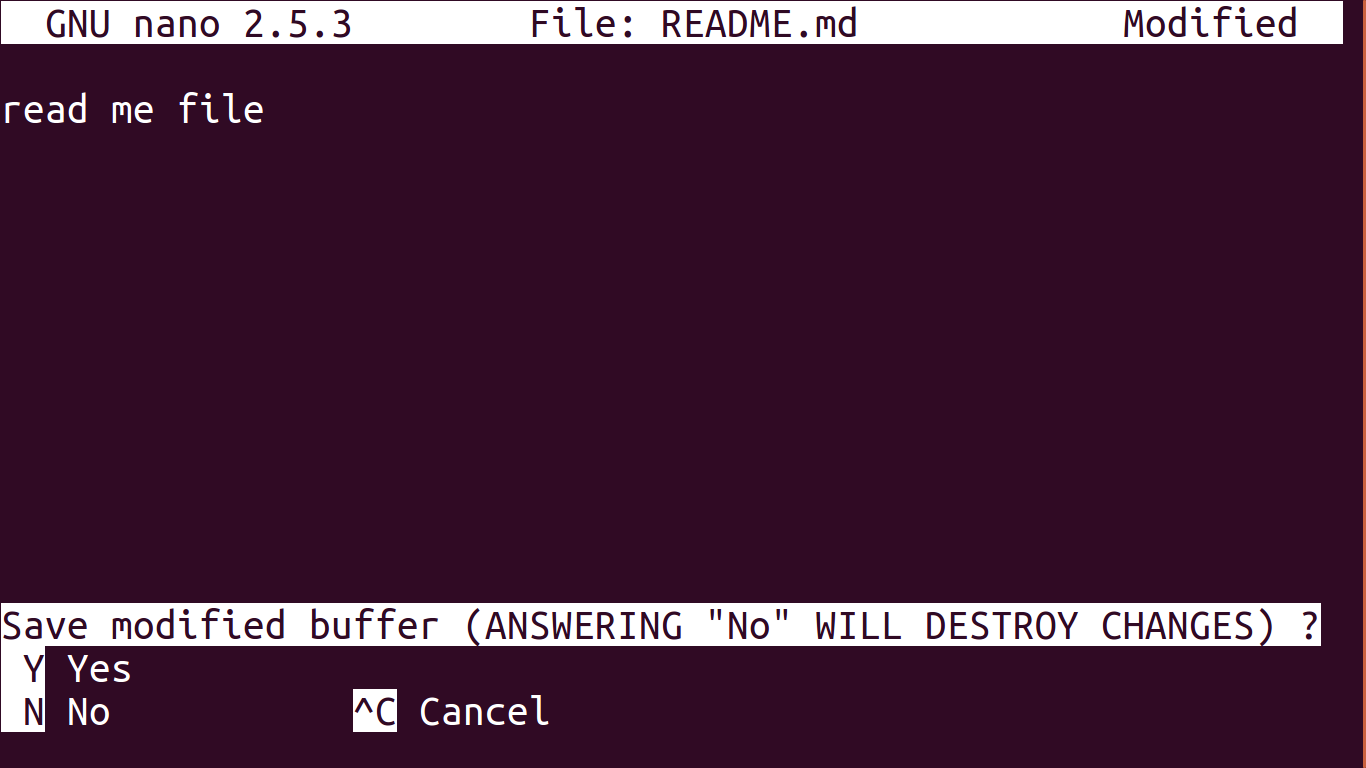 GNU nano 2.5.3 File: README.md Modified
read me file
Save modified buffer (ANSWERING "No" WILL DESTROY CHANGES) ?
Y Yes
N No ^C Cancel